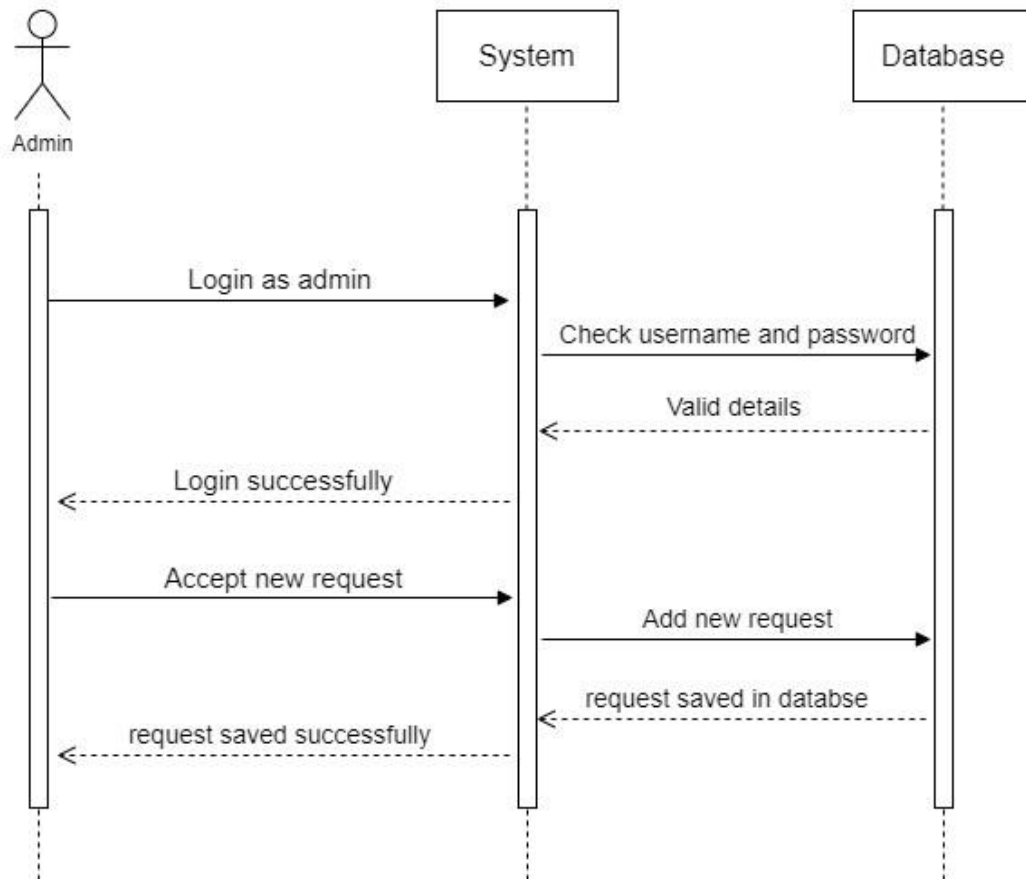 System
Database
Admin
Login as admin
Check username and password
Valid details
Login successfully
Accept new request
Add new request
request saved in databse
request saved successfully